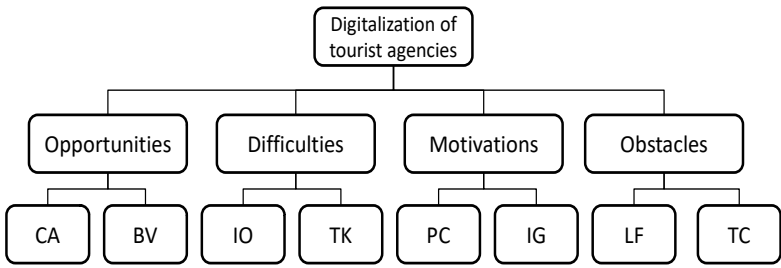 Digitalization of
tourist agencies
Opportunities
Difficulties
Motivations
Obstacles
CA
BV
IO
TK
PC
IG
LF
TC